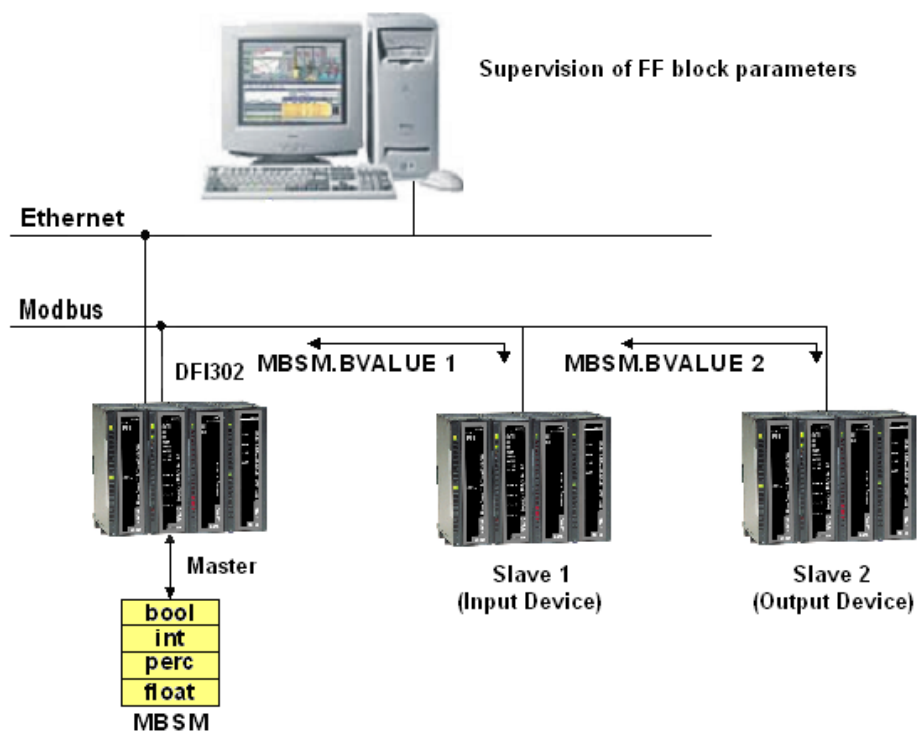 Supervision of FF block parameters
Ethernet
Modbus
DFI302
MBSM.BVALUE 1
MBSM.BVALUE 2
Master
Slave 1
(Input Device)
Slave 2
(Output Device)
bool
int
perc
float
MBSM